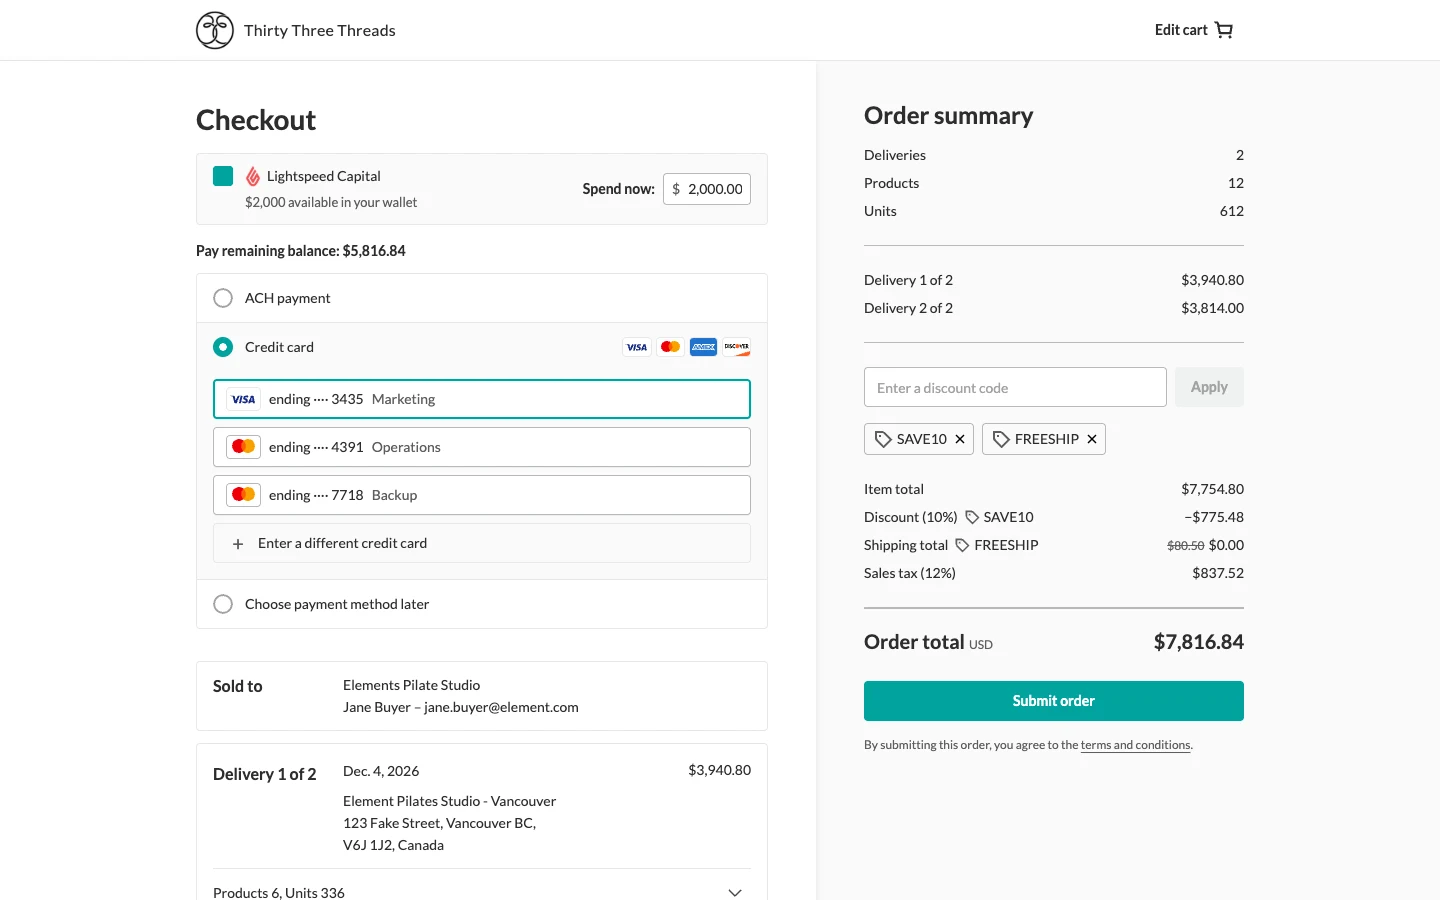 Thirty Three Threads
Edit cart
Checkout
Lightspeed Capital
$2,000 available in your wallet
Spend now:
$ 2,000.00
Pay remaining balance: $5,816.84
ACH payment
Credit card
VISA
AMEX
DISCOVER
VISA ending •••• 3435 Marketing
ending •••• 4391 Operations
ending •••• 7718 Backup
+ Enter a different credit card
Choose payment method later
Sold to
Elements Pilate Studio
Jane Buyer – jane.buyer@element.com
Delivery 1 of 2
Dec. 4, 2026
$3,940.80
Element Pilates Studio - Vancouver
123 Fake Street, Vancouver BC,
V6J 1J2, Canada
Products 6, Units 336
Order summary
Deliveries 2
Products 12
Units 612
Delivery 1 of 2 $3,940.80
Delivery 2 of 2 $3,814.00
Enter a discount code
Apply
SAVE10 ✕
FREESHIP ✕
Item total $7,754.80
Discount (10%) SAVE10 –$775.48
Shipping total FREESHIP $80.50 $0.00
Sales tax (12%) $837.52
Order total USD $7,816.84
Submit order
By submitting this order, you agree to the terms and conditions.